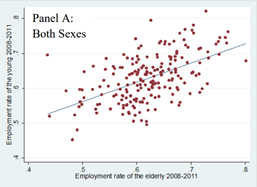 Panel A:
Both Sexes
Employment rate of the young 2008-2011
.8
.7
.6
.5
.4
.4
.5
.6
.7
.8
Employment rate of the elderly 2008-2011